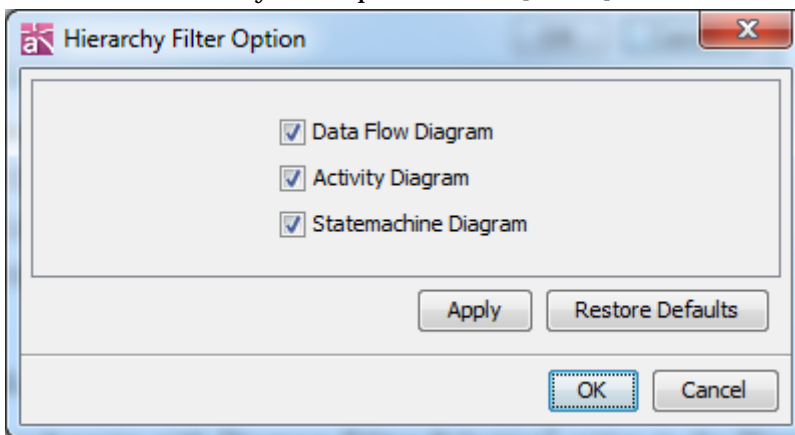 Hierarchy Filter Option
Data Flow Diagram
Activity Diagram
Statemachine Diagram
Apply Restore Defaults
OK Cancel